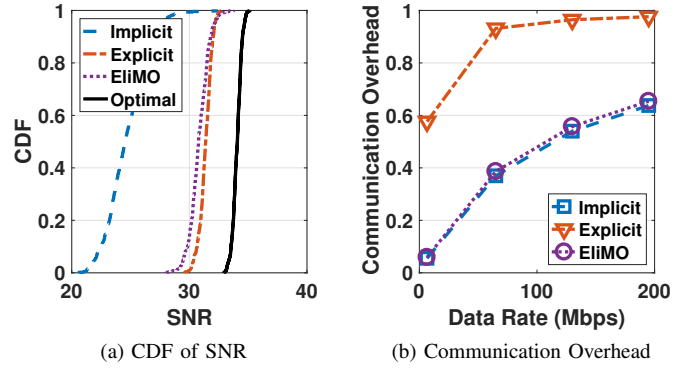 1
0.8
0.6
0.4
0.2
0
CDF
20 30 40
SNR
Implicit
Explicit
EliMO
Optimal
(a) CDF of SNR
1
0.8
0.6
0.4
0.2
0
Communication Overhead
0 100 200
Data Rate (Mbps)
Implicit
Explicit
EliMO
(b) Communication Overhead